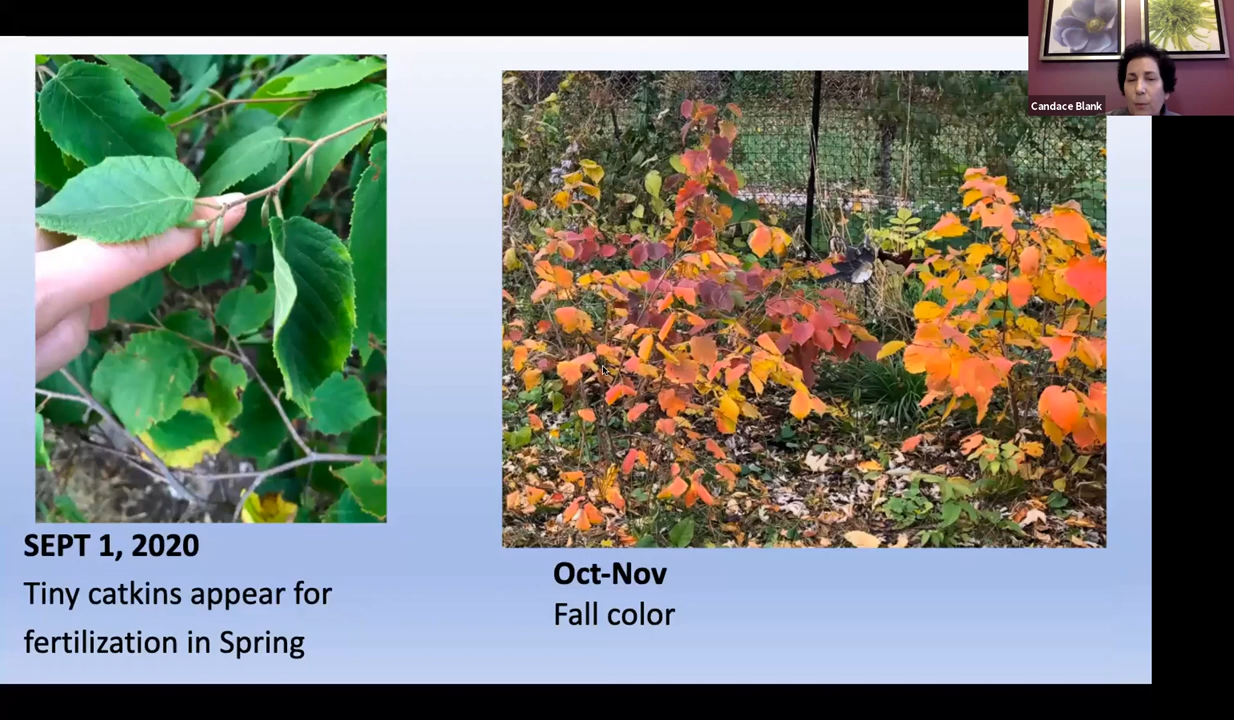 Candace Blank
SEPT 1, 2020
Tiny catkins appear for
fertilization in Spring
Oct-Nov
Fall color